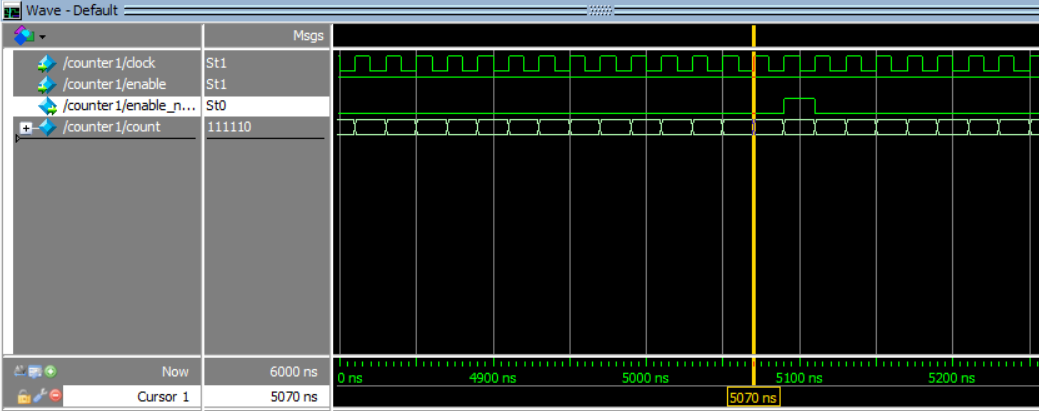 Wave - Default
Msgs
/counter1/clock St1
/counter1/enable St1
/counter1/enable_n... St0
/counter1/count 111110
Now 6000 ns
0 ns 4900 ns 5000 ns 5100 ns 5200 ns
Cursor 1 5070 ns
5070 ns